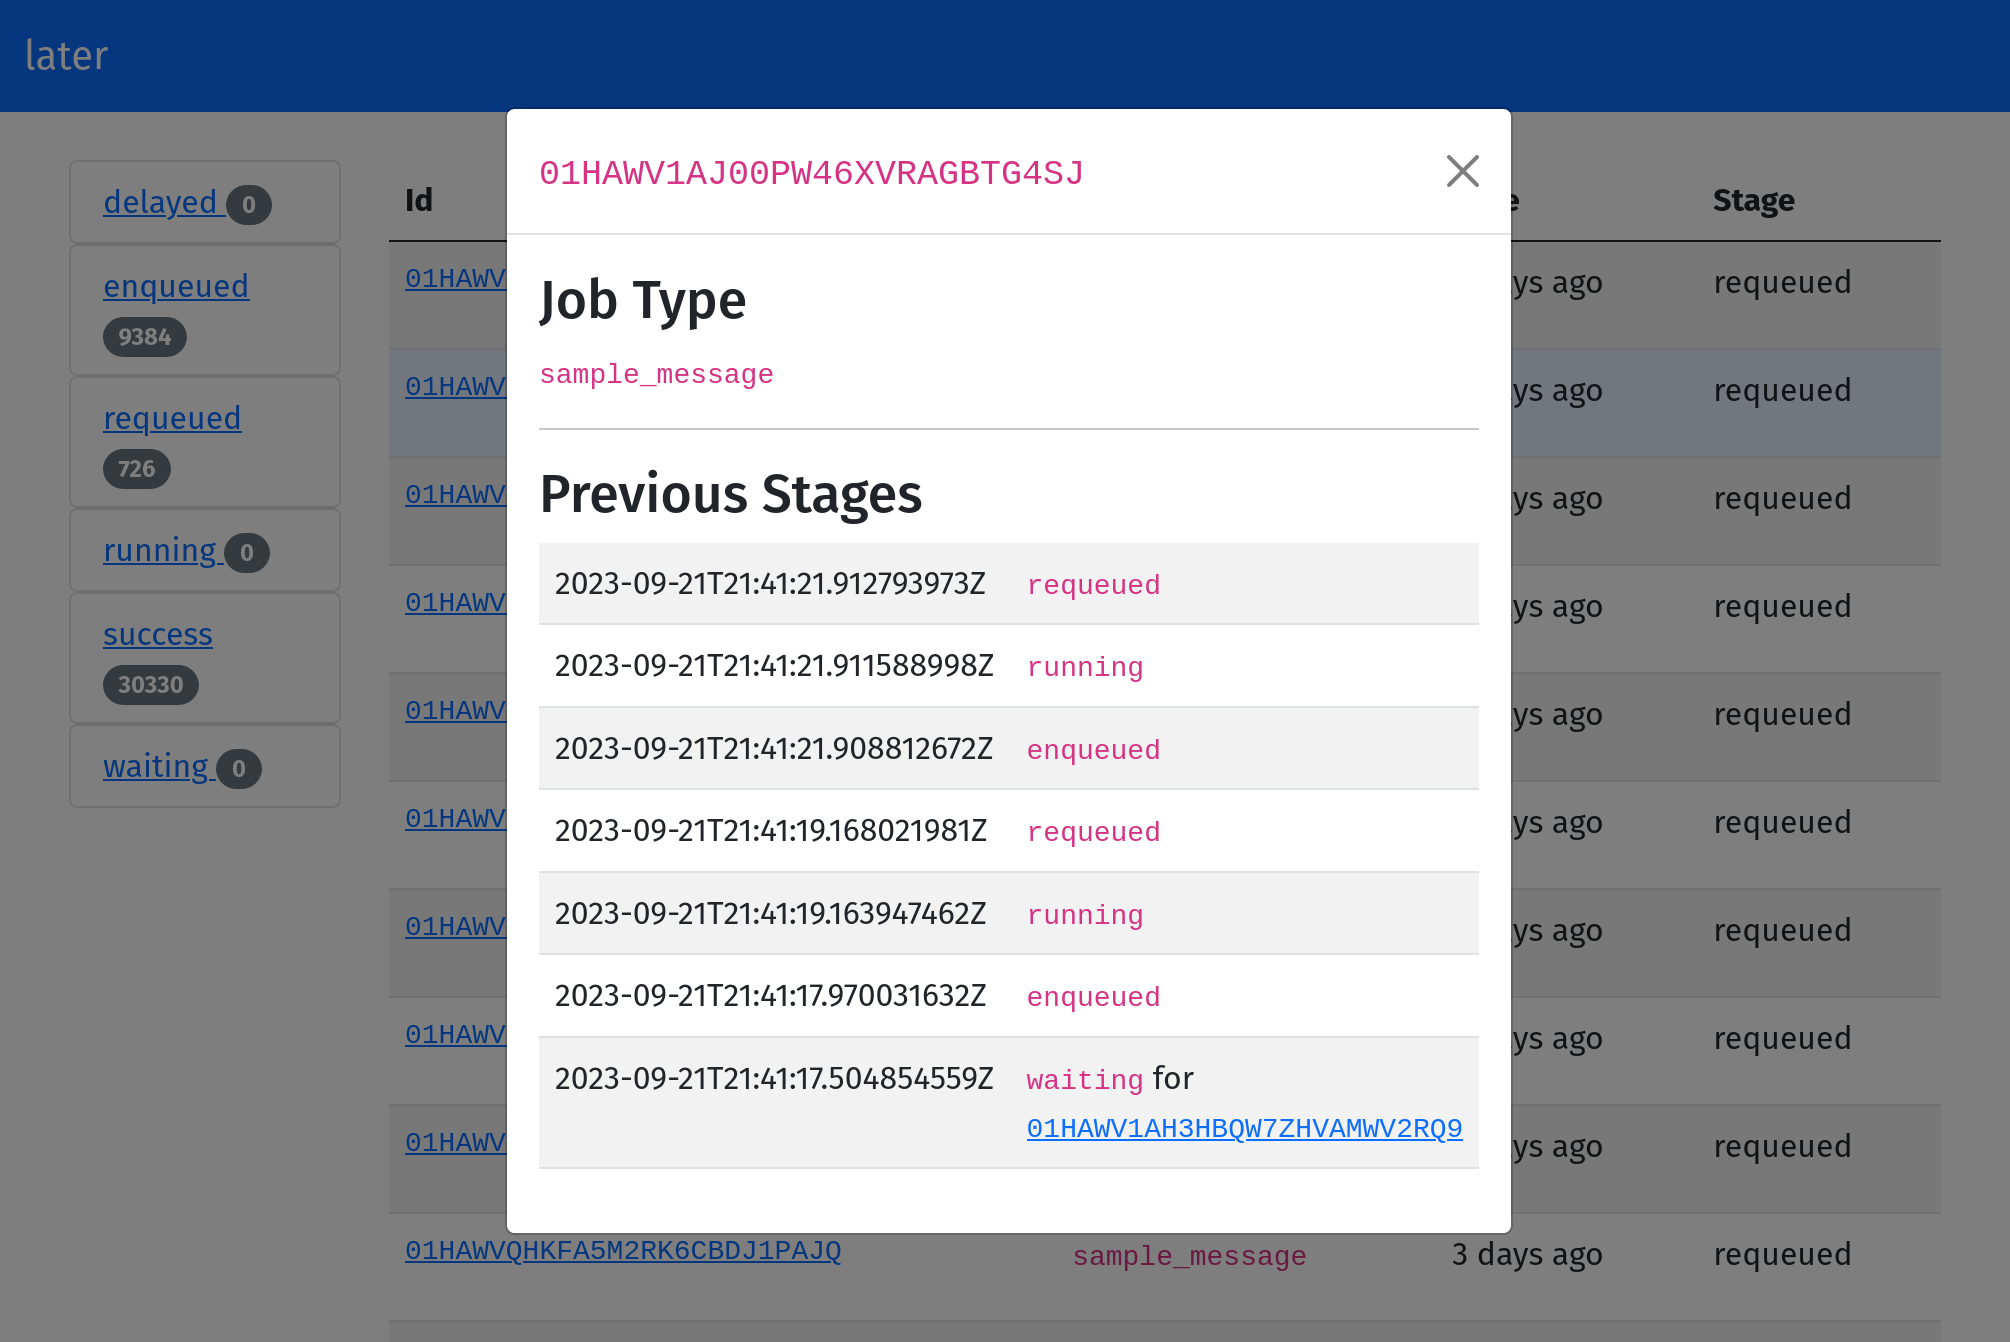 later
delayed 0
enqueued
9384
requeued
726
running 0
success
30330
waiting 0
Id
Stage
01HAWV
ys ago
requeued
01HAWV
ys ago
requeued
01HAWV
ys ago
requeued
01HAWV
ys ago
requeued
01HAWV
ys ago
requeued
01HAWV
ys ago
requeued
01HAWV
ys ago
requeued
01HAWV
ys ago
requeued
01HAWV
ys ago
requeued
01HAWVQHKFA5M2RK6CBDJ1PAJQ
sample_message
3 days ago
requeued
01HAWV1AJ00PW46XVRAGBTG4SJ
Job Type
sample_message
Previous Stages
2023-09-21T21:41:21.912793973Z requeued
2023-09-21T21:41:21.911588998Z running
2023-09-21T21:41:21.908812672Z enqueued
2023-09-21T21:41:19.168021981Z requeued
2023-09-21T21:41:19.163947462Z running
2023-09-21T21:41:17.970031632Z enqueued
2023-09-21T21:41:17.504854559Z waiting for
01HAWV1AH3HBQW7ZHVAMWV2RQ9